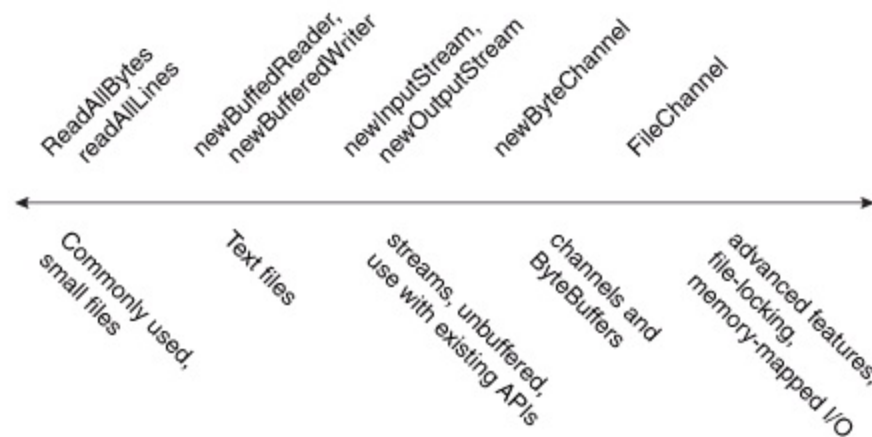 ReadAllBytes
readAllLines
newBuffedReader,
newBufferedWriter
newInputStream,
newOutputStream
newByteChannel
FileChannel
Commonly used,
small files
Text files
streams, unbuffered,
use with existing APIs
channels and
ByteBuffers
advanced features,
file-locking,
memory-mapped I/O